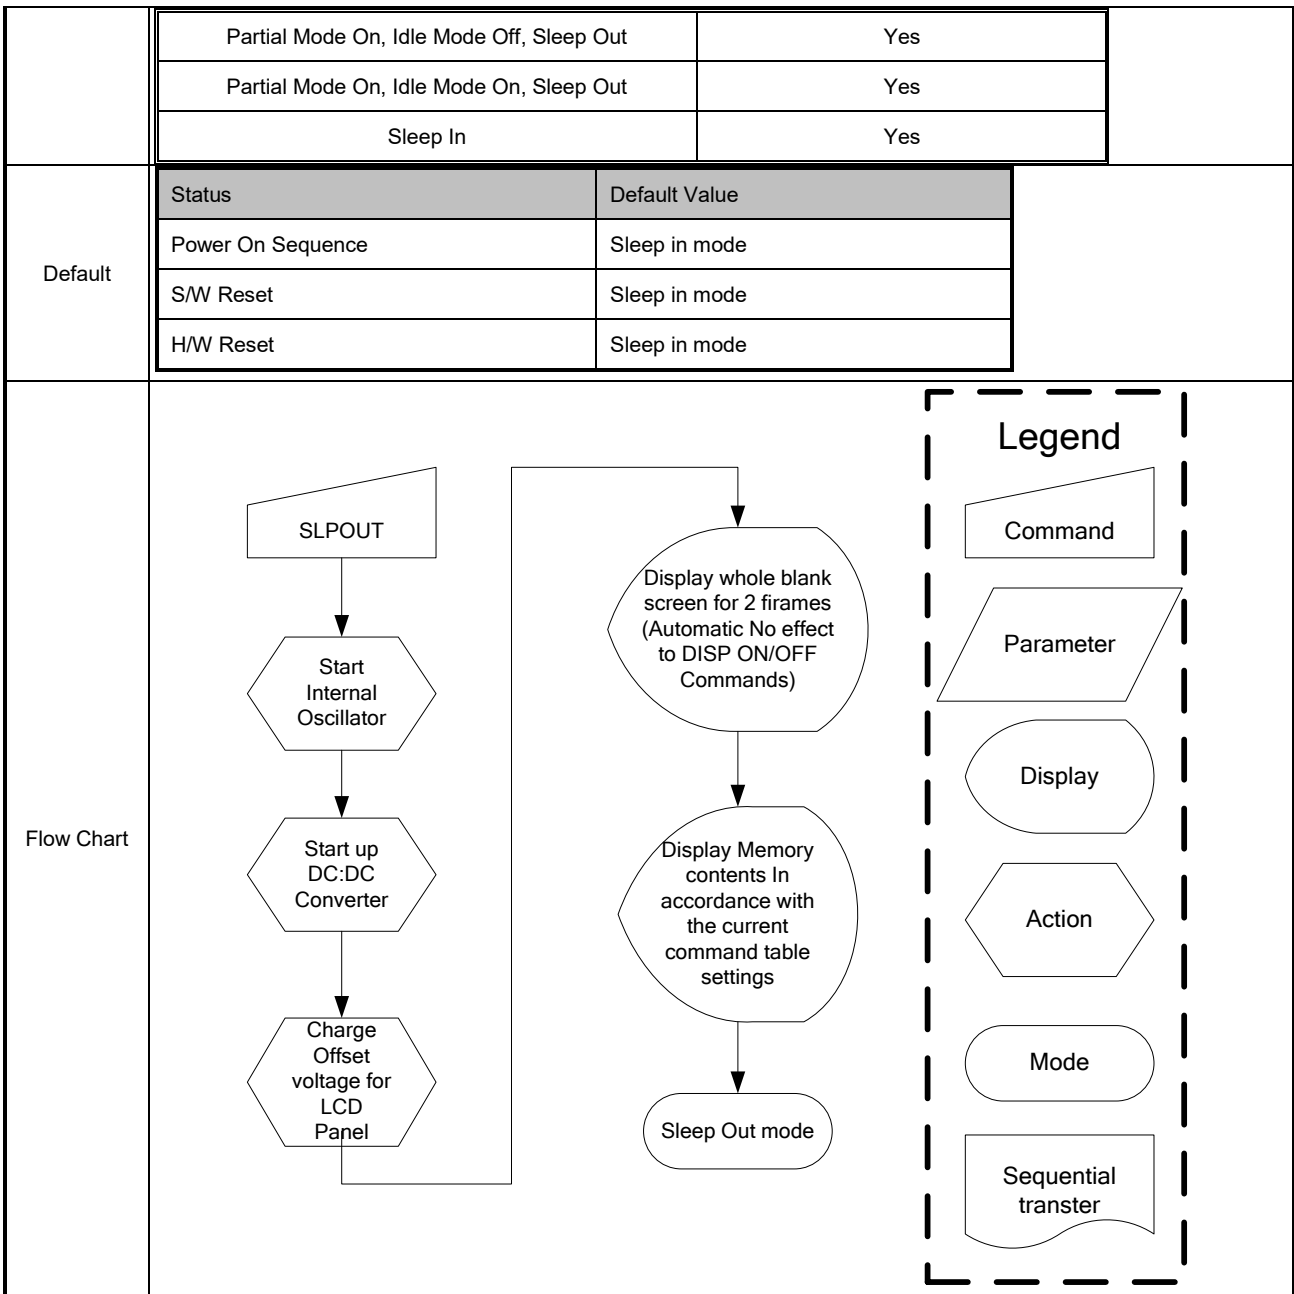 Partial Mode On, Idle Mode Off, Sleep Out Yes
Partial Mode On, Idle Mode On, Sleep Out Yes
Sleep In Yes
Default
Status Default Value
Power On Sequence Sleep in mode
S/W Reset Sleep in mode
H/W Reset Sleep in mode
Flow Chart
SLPOUT
Start
Internal
Oscillator
Start up
DC:DC
Converter
Charge
Offset
voltage for
LCD
Panel
Display whole blank
screen for 2 firames
(Automatic No effect
to DISP ON/OFF
Commands)
Display Memory
contents In
accordance with
the current
command table
settings
Sleep Out mode
Legend
Command
Parameter
Display
Action
Mode
Sequential
transter